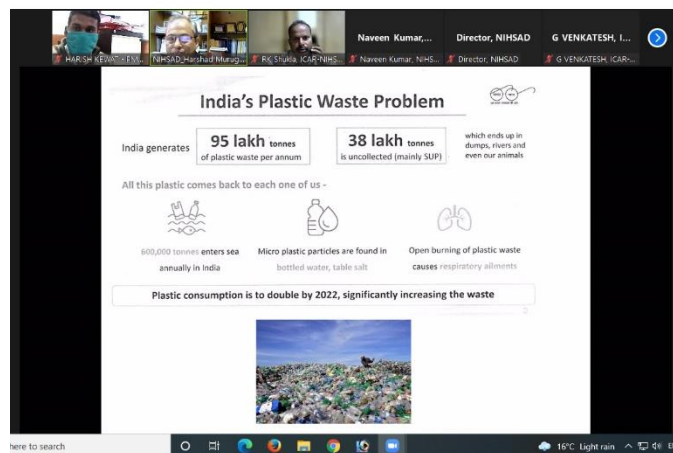 Naveen Kumar,...
Director, NIHSAD
G VENKATESH, I...
HARISH KEWAT
NIHSAD_Harshad Murug...
RK Shukla, ICAR-NIHS...
Naveen Kumar, NIHS...
Director, NIHSAD
G VENKATESH, ICAR-...
India's Plastic Waste Problem
India generates
95 lakh tonnes
of plastic waste per annum
38 lakh tonnes
is uncollected (mainly SUP)
which ends up in
dumps, rivers and
even our animals
All this plastic comes back to each one of us -
600,000 tonnes enters sea
annually in India
Micro plastic particles are found in
bottled water, table salt
Open burning of plastic waste
causes respiratory ailments
Plastic consumption is to double by 2022, significantly increasing the waste
here to search
16°C Light rain